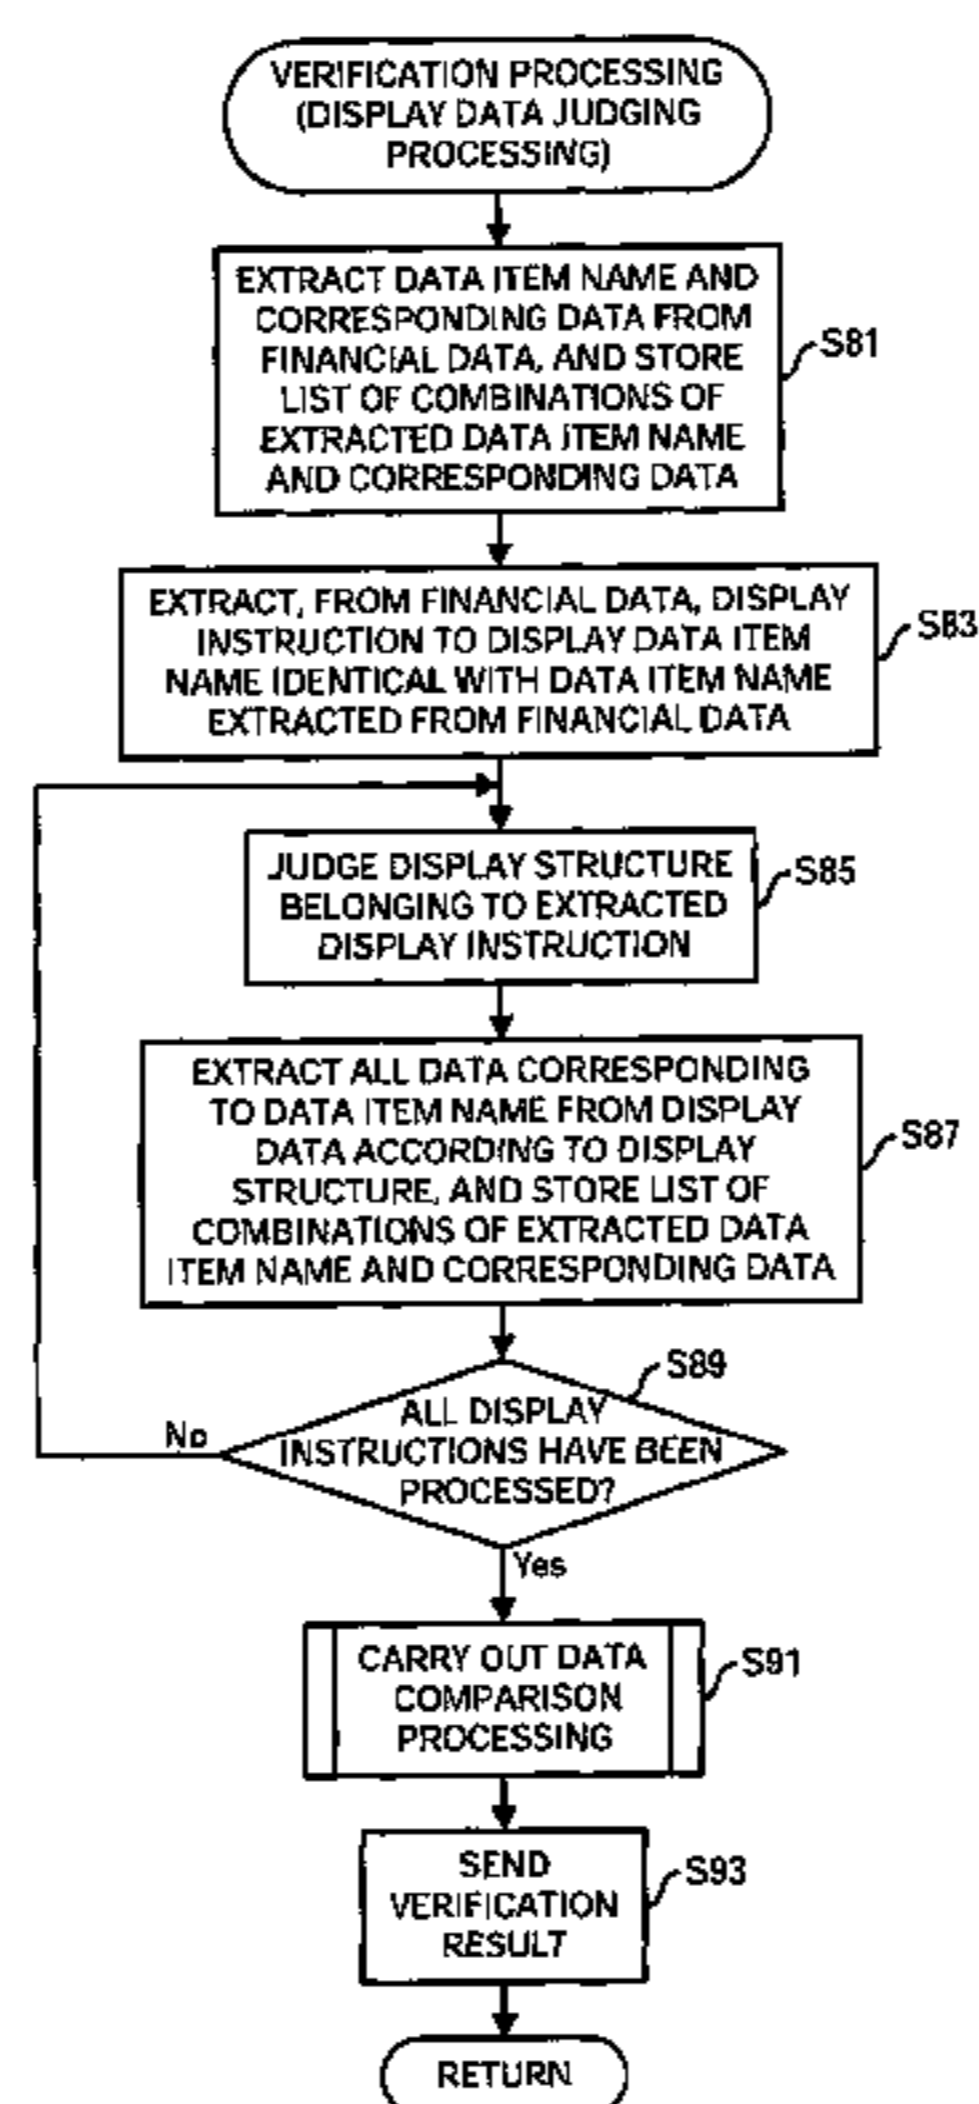 VERIFICATION PROCESSING
(DISPLAY DATA JUDGING
PROCESSING)
EXTRACT DATA ITEM NAME AND
CORRESPONDING DATA FROM
FINANCIAL DATA, AND STORE
LIST OF COMBINATIONS OF
EXTRACTED DATA ITEM NAME
AND CORRESPONDING DATA
S81
EXTRACT, FROM FINANCIAL DATA, DISPLAY
INSTRUCTION TO DISPLAY DATA ITEM
NAME IDENTICAL WITH DATA ITEM NAME
EXTRACTED FROM FINANCIAL DATA
S83
JUDGE DISPLAY STRUCTURE
BELONGING TO EXTRACTED
DISPLAY INSTRUCTION
S85
EXTRACT ALL DATA CORRESPONDING
TO DATA ITEM NAME FROM DISPLAY
DATA ACCORDING TO DISPLAY
STRUCTURE, AND STORE LIST OF
COMBINATIONS OF EXTRACTED DATA
ITEM NAME AND CORRESPONDING DATA
S87
S89
ALL DISPLAY
INSTRUCTIONS HAVE BEEN
PROCESSED?
No
Yes
CARRY OUT DATA
COMPARISON
PROCESSING
S91
SEND
VERIFICATION
RESULT
S93
RETURN